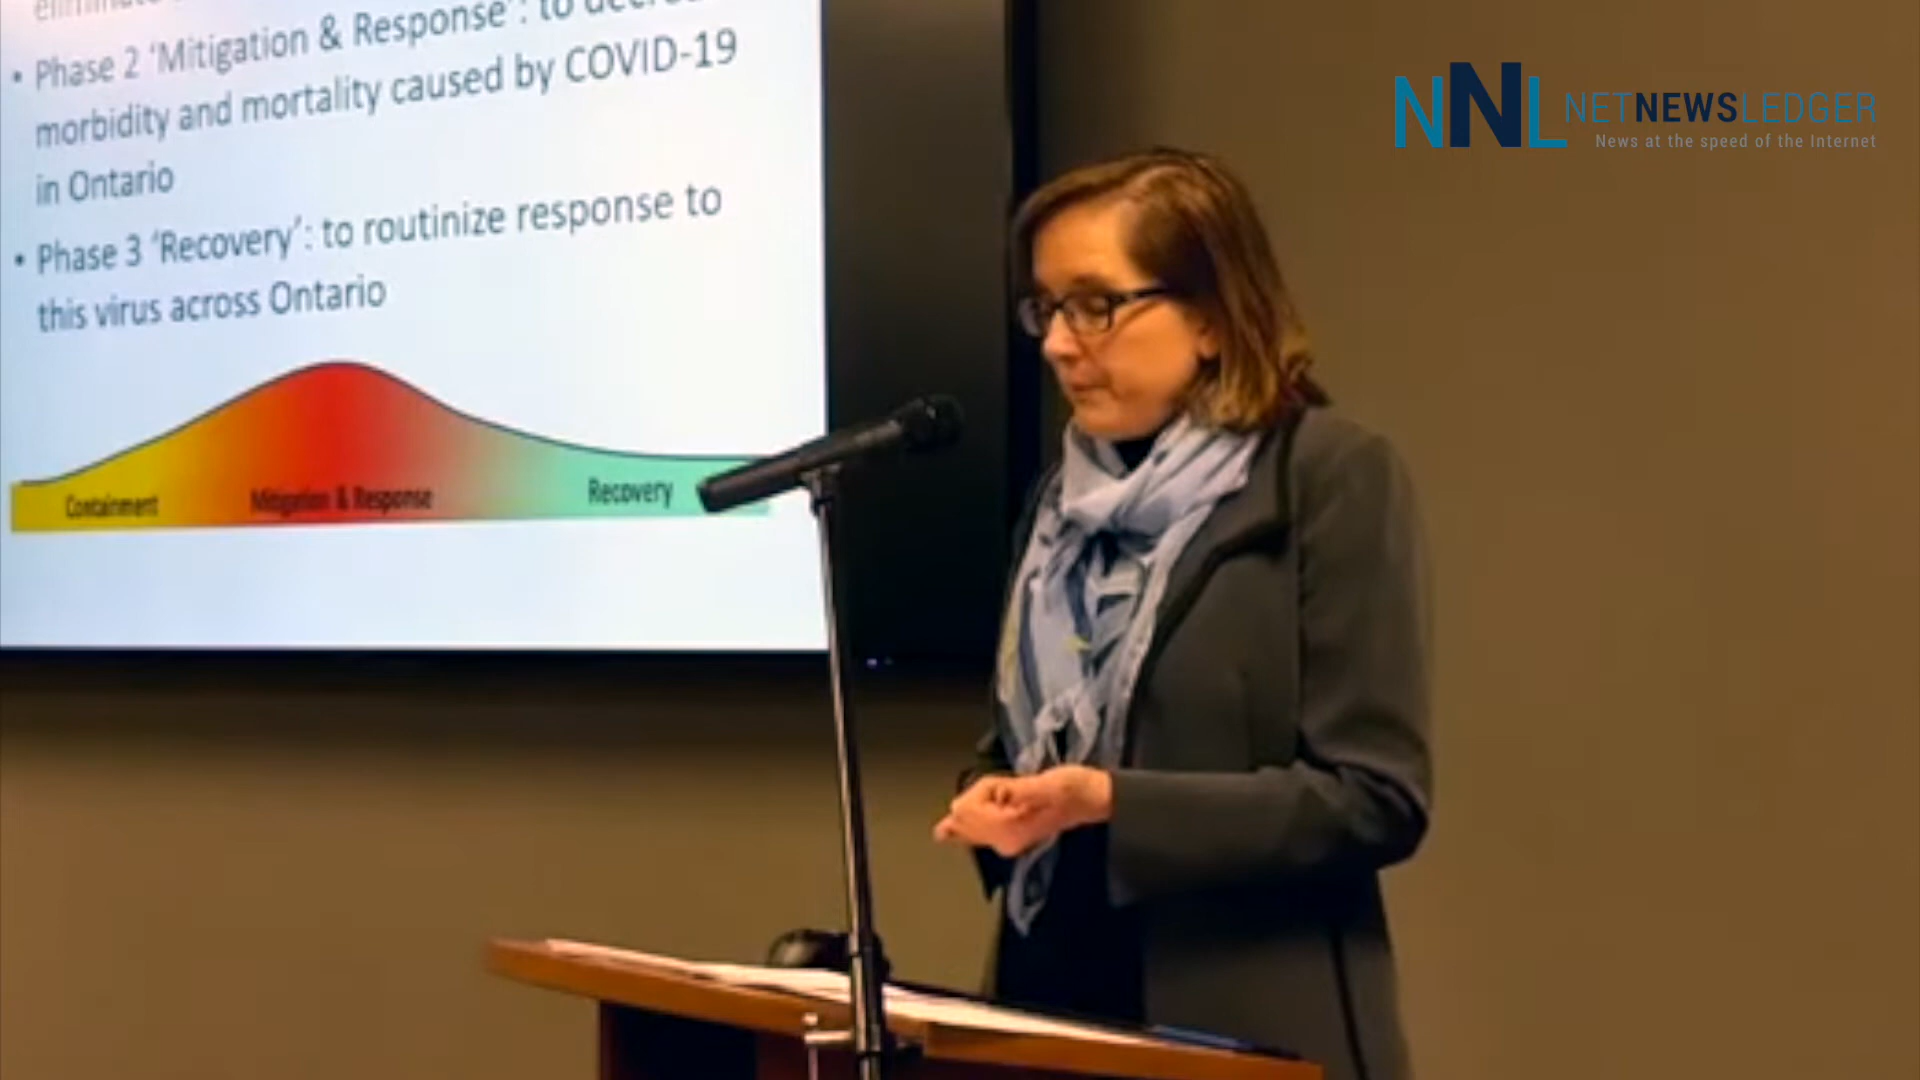 • Phase 2 ‘Mitigation & Response’: to
morbidity and mortality caused by COVID-19
in Ontario
• Phase 3 ‘Recovery’: to routinize response to
this virus across Ontario
Containment
Mitigation & Response
Recovery
NNL NETNEWSLEDGER
News at the speed of the Internet